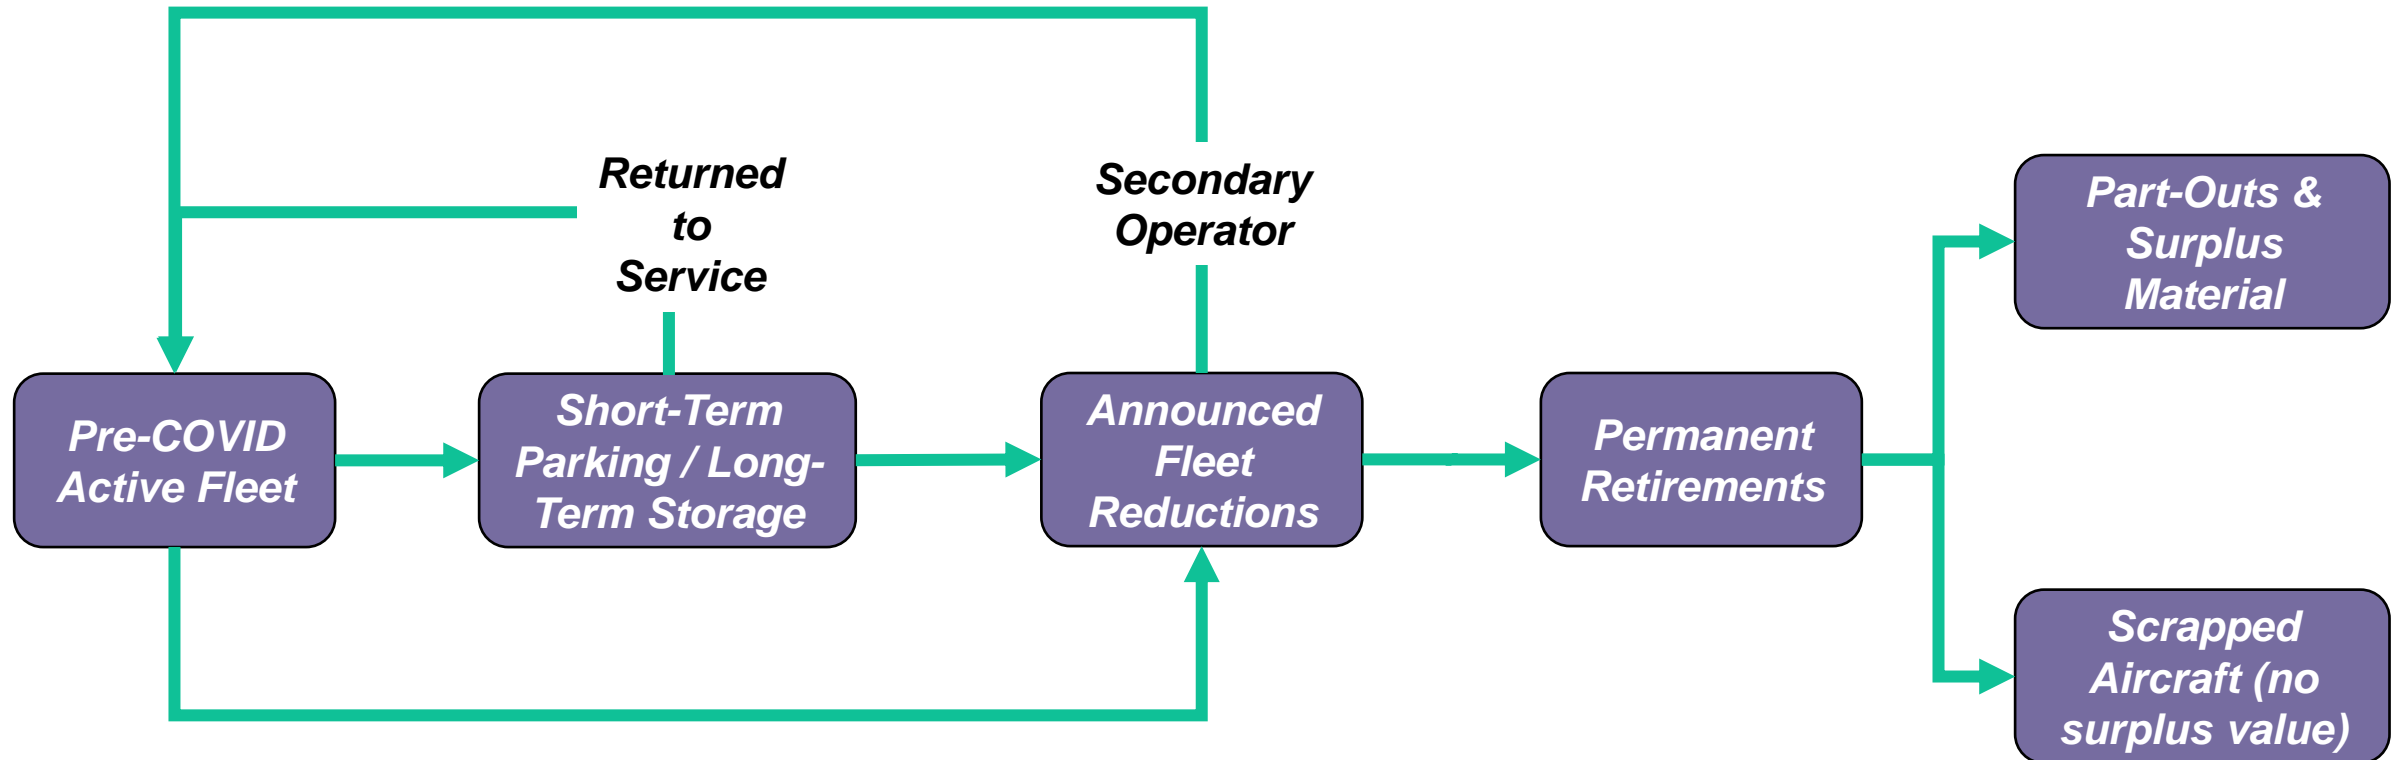 Returned
to
Service
Secondary
Operator
Part-Outs &
Surplus
Material
Pre-COVID
Active Fleet
Short-Term
Parking / Long-
Term Storage
Announced
Fleet
Reductions
Permanent
Retirements
Scrapped
Aircraft (no
surplus value)